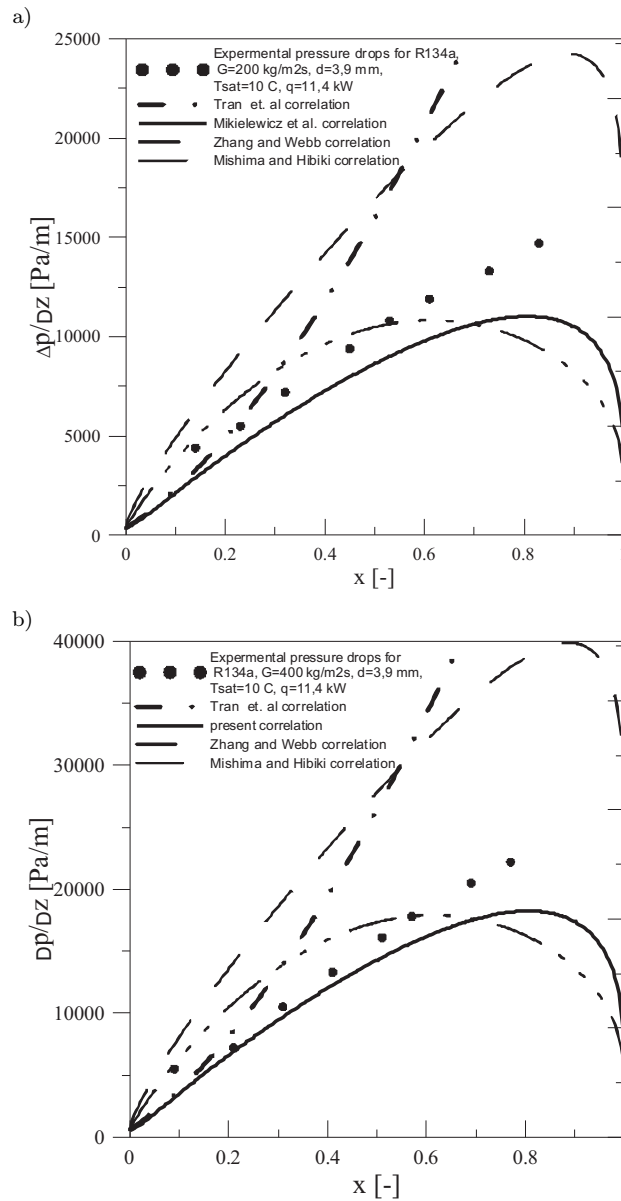 a)
25000
20000
15000
10000
5000
0
Δp/Dz [Pa/m]
Expermental pressure drops for R134a,
G=200 kg/m2s, d=3,9 mm,
Tsat=10 C, q=11,4 kW
Tran et. al correlation
Mikielewicz et al. correlation
Zhang and Webb correlation
Mishima and Hibiki correlation
0 0.2 0.4 0.6 0.8
x [-]
b)
40000
30000
20000
10000
0
Dp/Dz [Pa/m]
Expermental pressure drops for
R134a, G=400 kg/m2s, d=3,9 mm,
Tsat=10 C, q=11,4 kW
Tran et. al correlation
present correlation
Zhang and Webb correlation
Mishima and Hibiki correlation
0 0.2 0.4 0.6 0.8
x [-]